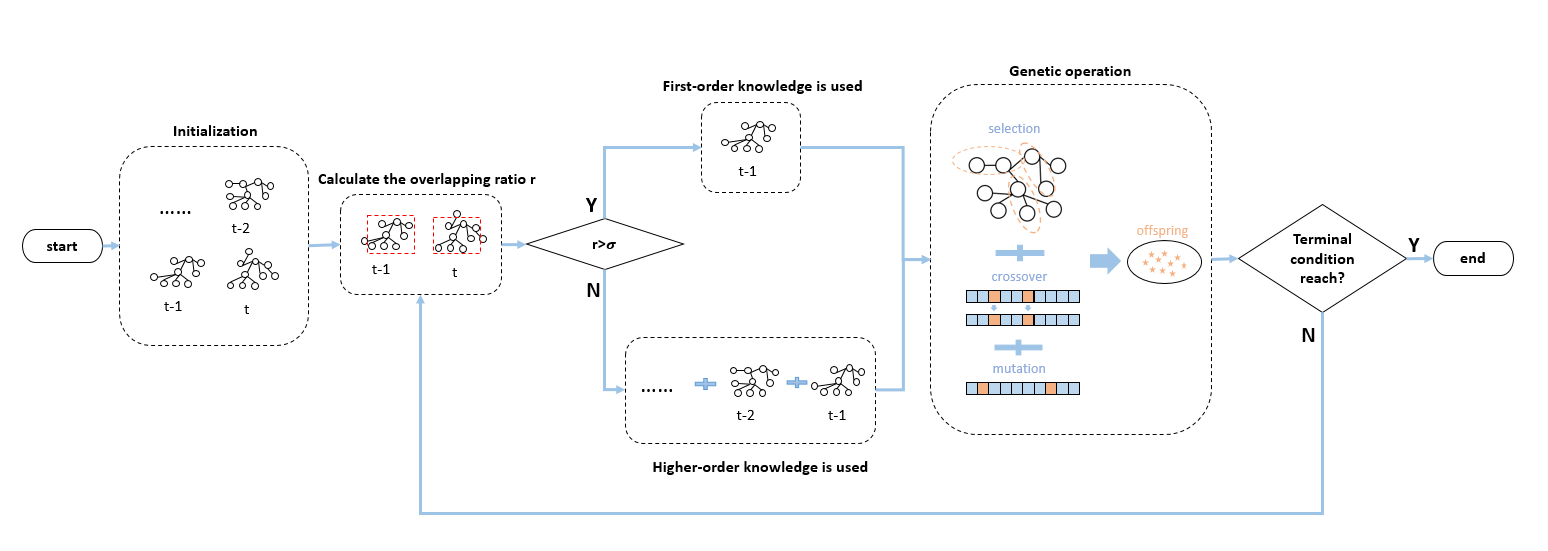 start
Initialization
......
t-2
t-1
t
Calculate the overlapping ratio r
t-1
t
r>σ
Y
N
First-order knowledge is used
t-1
......
t-2
t-1
Higher-order knowledge is used
Genetic operation
selection
crossover
mutation
offspring
Terminal
condition
reach?
Y
N
end